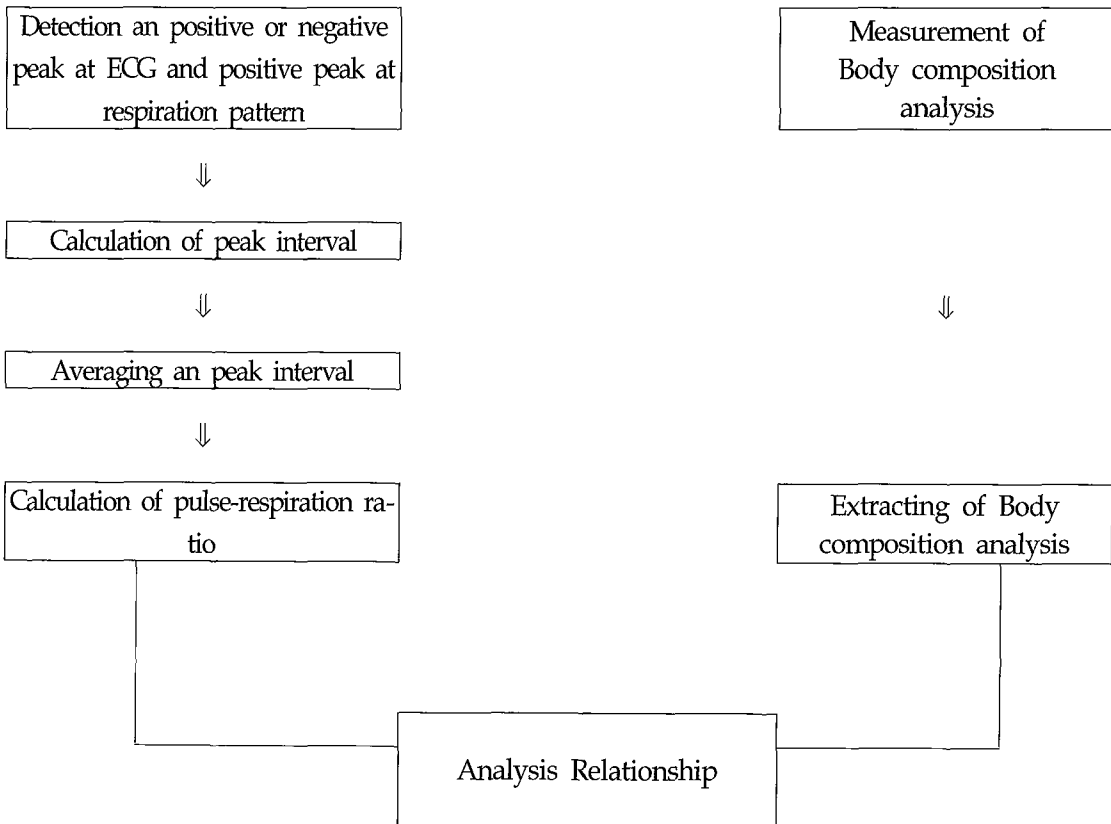 Detection an positive or negative
peak at ECG and positive peak at
respiration pattern
Measurement of
Body composition
analysis
⇓
Calculation of peak interval
⇓
⇓
Averaging an peak interval
⇓
Calculation of pulse-respiration ra-
tio
Extracting of Body
composition analysis
Analysis Relationship